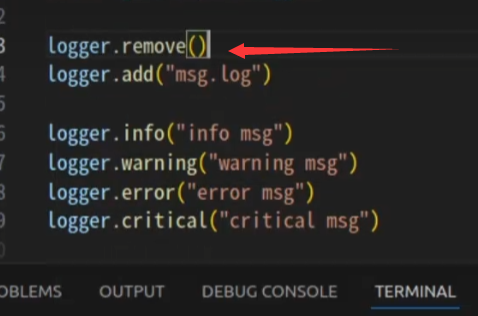 2
3 logger.remove()
4 logger.add("msg.log")
6 logger.info("info msg")
7 logger.warning("warning msg")
8 logger.error("error msg")
9 logger.critical("critical msg")
OBLEMS OUTPUT DEBUG CONSOLE TERMINAL